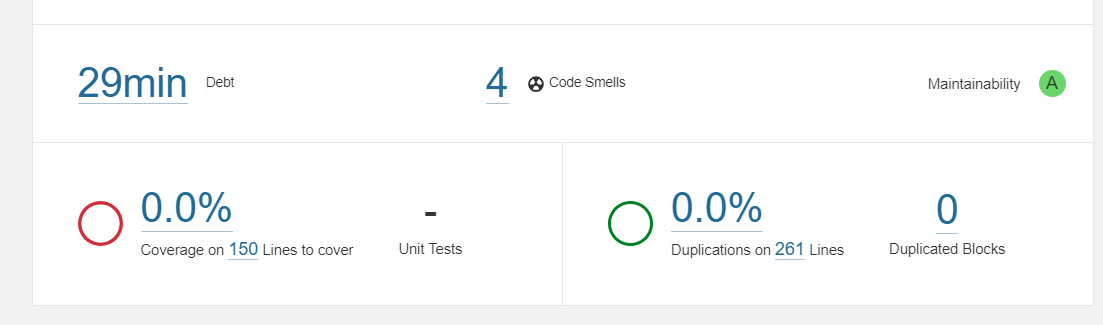 29min Debt 4 Code Smells Maintainability A
0.0% - 0.0% 0
Coverage on 150 Lines to cover Unit Tests Duplications on 261 Lines Duplicated Blocks